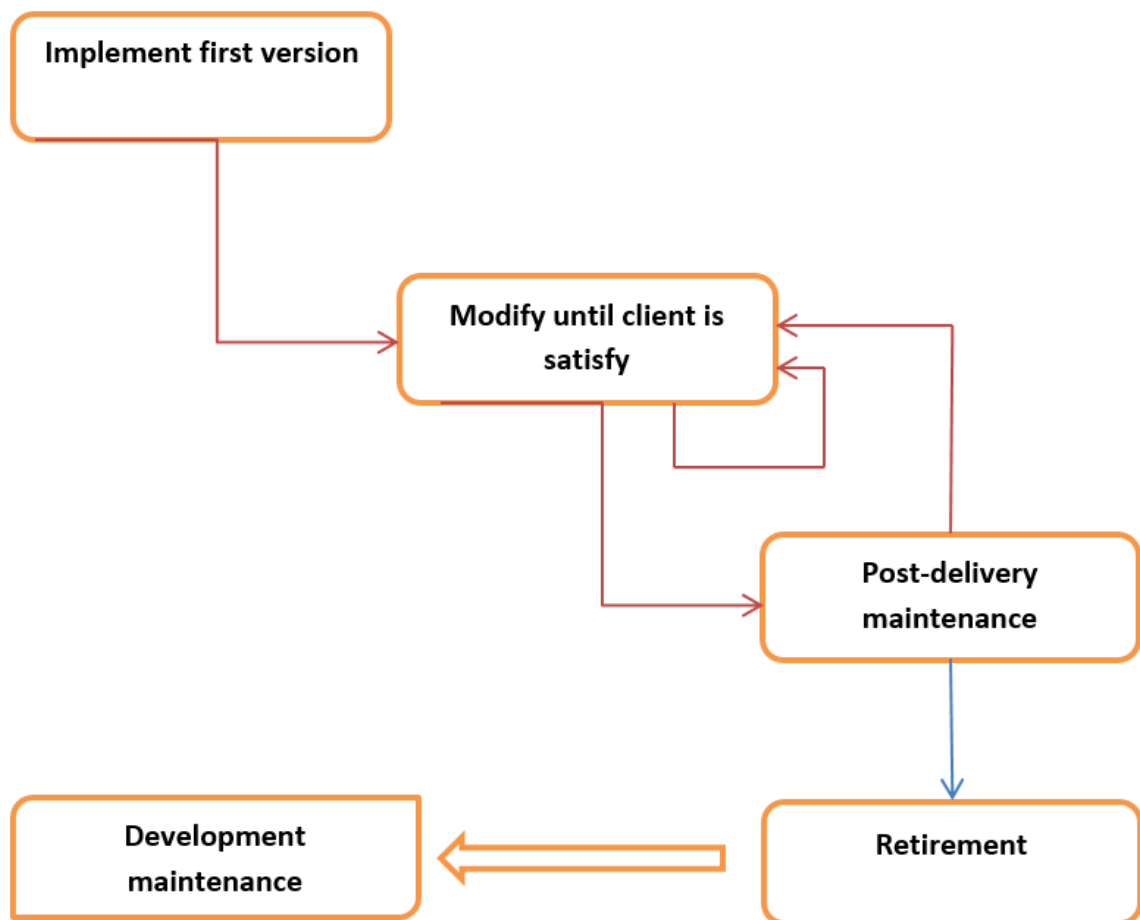 Implement first version
Modify until client is
satisfy
Post-delivery
maintenance
Development
maintenance
Retirement